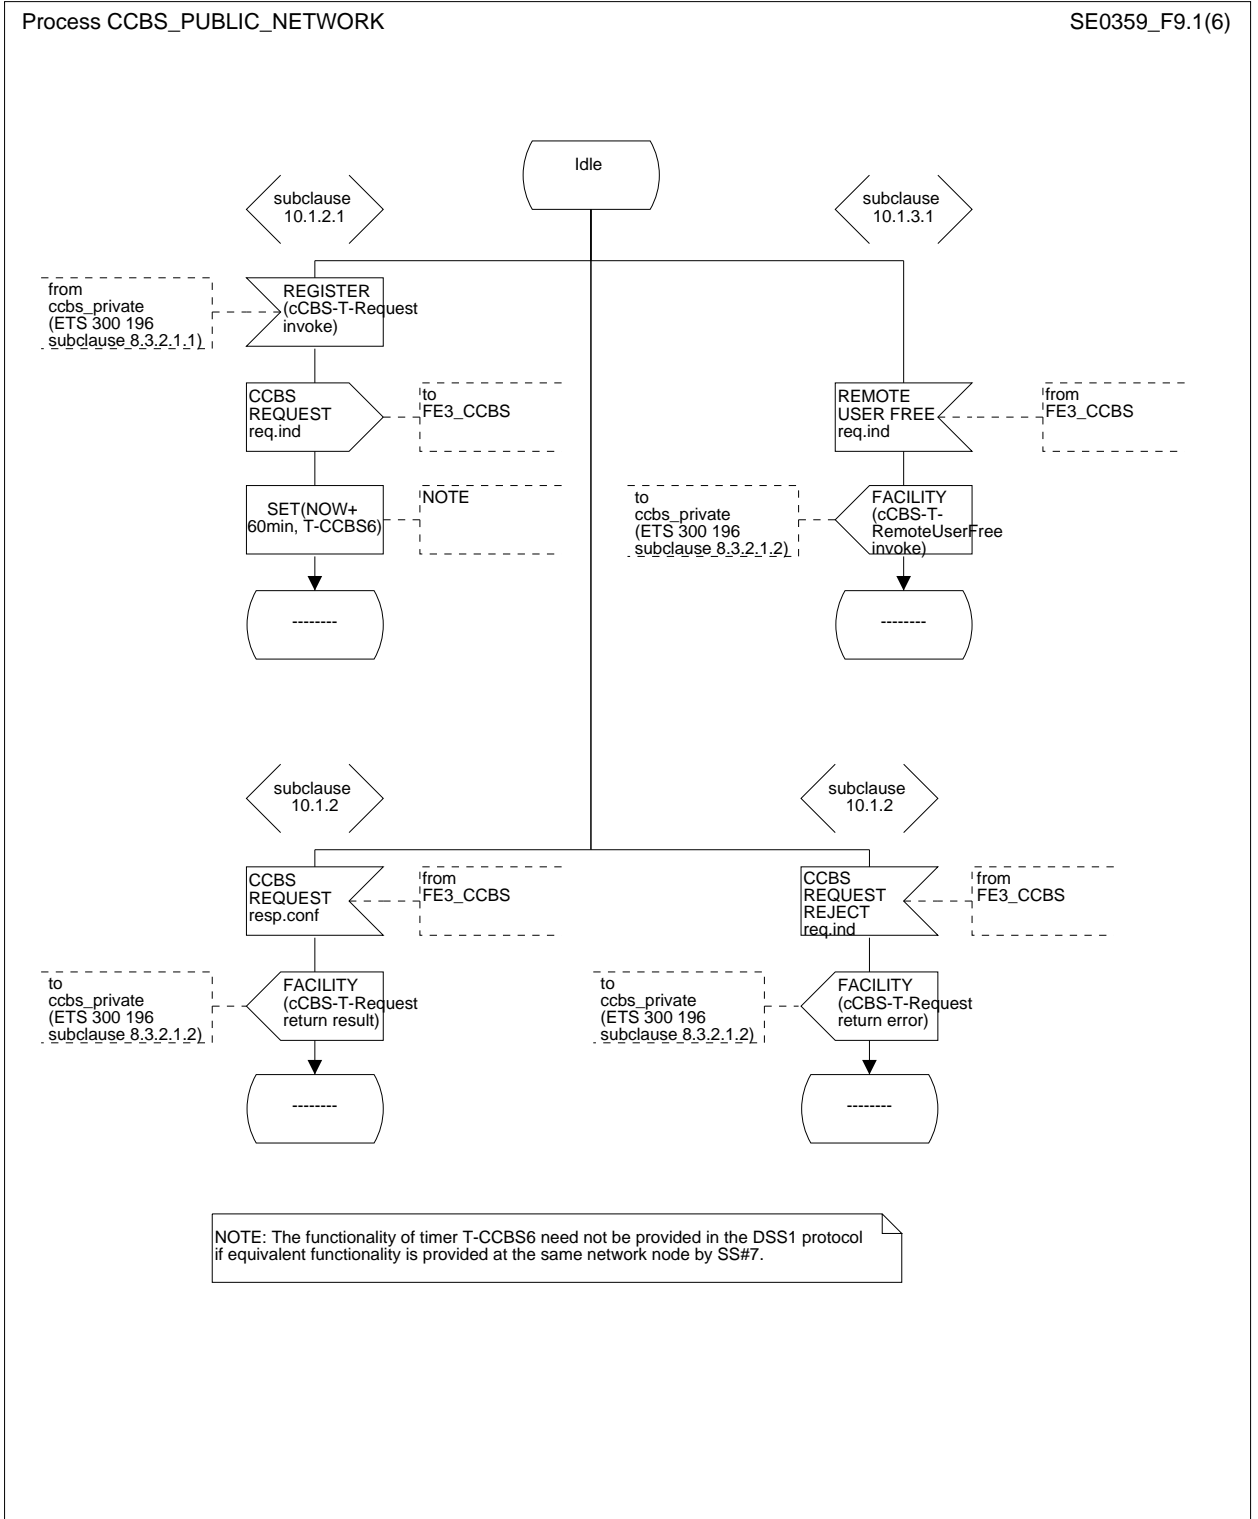 Process CCBS_PUBLIC_NETWORK
SE0359_F9.1(6)
Idle
subclause
10.1.2.1
subclause
10.1.3.1
from
ccbs_private
(ETS 300 196
subclause 8.3.2.1.1)
REGISTER
(cCBS-T-Request
invoke)
CCBS
REQUEST
req.ind
to
FE3_CCBS
REMOTE
USER FREE
req.ind
from
FE3_CCBS
SET(NOW+
60min, T-CCBS6)
NOTE
to
ccbs_private
(ETS 300 196
subclause 8.3.2.1.2)
FACILITY
(cCBS-T-
RemoteUserFree
invoke)
--------
--------
subclause
10.1.2
subclause
10.1.2
CCBS
REQUEST
resp.conf
from
FE3_CCBS
CCBS
REQUEST
REJECT
req.ind
from
FE3_CCBS
to
ccbs_private
(ETS 300 196
subclause 8.3.2.1.2)
FACILITY
(cCBS-T-Request
return result)
to
ccbs_private
(ETS 300 196
subclause 8.3.2.1.2)
FACILITY
(cCBS-T-Request
return error)
--------
--------
NOTE: The functionality of timer T-CCBS6 need not be provided in the DSS1 protocol
if equivalent functionality is provided at the same network node by SS#7.